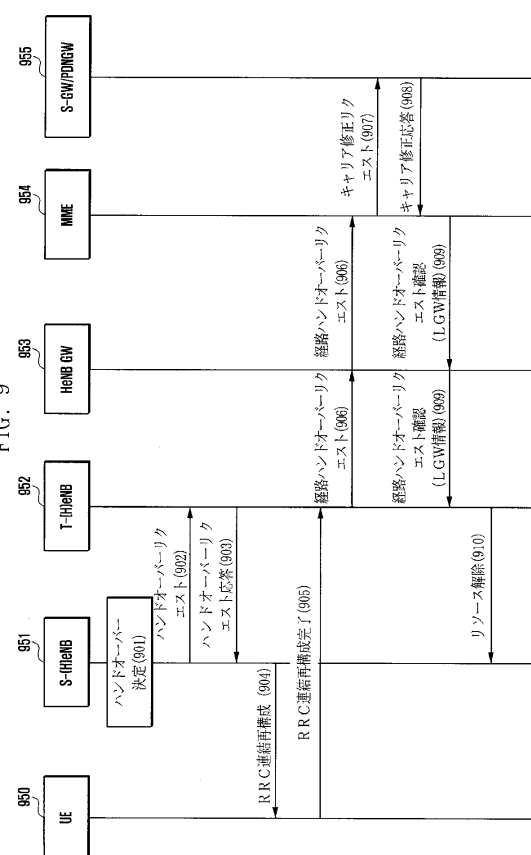 FIG. 9
950
951
952
953
954
955
UE
S-(H)eNB
T-(H)eNB
HeNB GW
MME
S-GW/PDNGW
ハンドオーバー
決定(901)
ハンドオーバーリク
エスト(902)
ハンドオーバーリク
エスト応答(903)
RRC連結再構成 (904)
RRC連結再構成完了(905)
経路ハンドオーバーリク
エスト(906)
経路ハンドオーバーリク
エスト(906)
キャリア修正リク
エスト(907)
キャリア修正応答(908)
経路ハンドオーバーリク
エスト確認
(LGW情報)(909)
経路ハンドオーバーリク
エスト確認
(LGW情報)(909)
リソース解除(910)